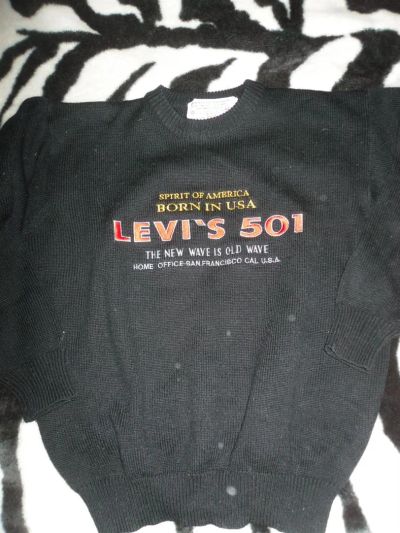 SPIRIT OF AMERICA
BORN IN USA
LEVI'S 501
THE NEW WAVE IS OLD WAVE
HOME OFFICE-SAN FRANCISCO CAL U.S.A.